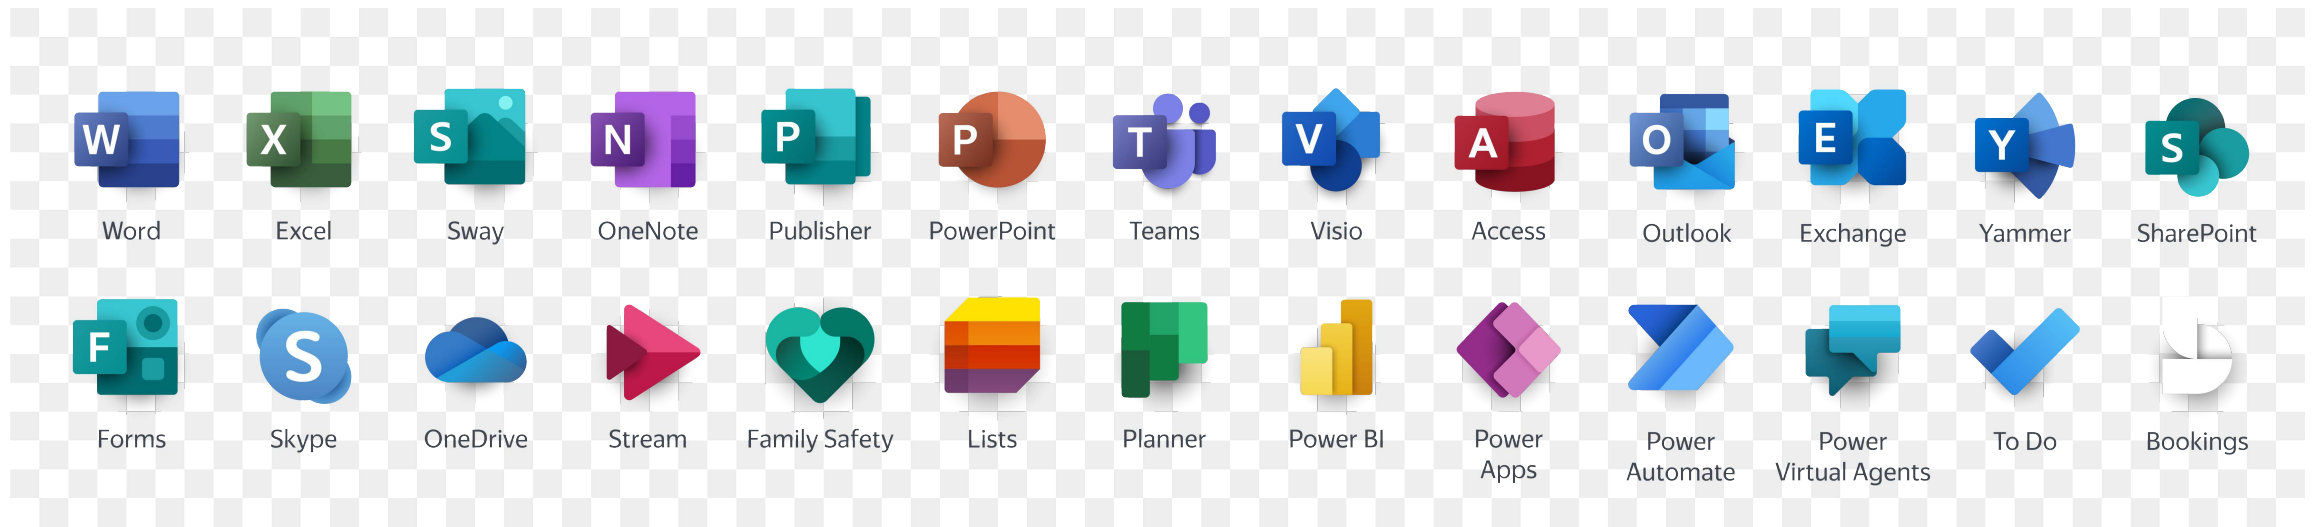 W X S N P P T V A O E Y S
Word Excel Sway OneNote Publisher PowerPoint Teams Visio Access Outlook Exchange Yammer SharePoint
F S
Forms Skype OneDrive Stream Family Safety Lists Planner Power BI Power Power Power To Do Bookings
Apps Automate Virtual Agents